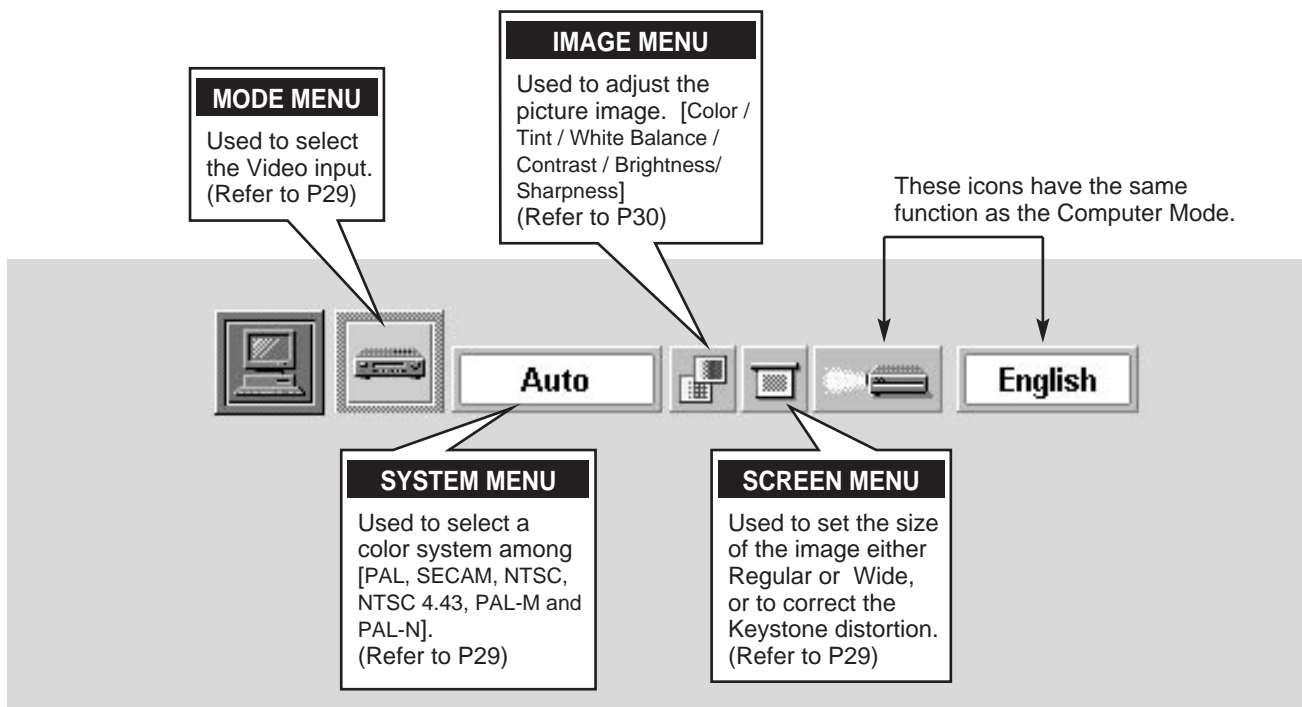 IMAGE MENU
Used to adjust the
picture image. [Color /
Tint / White Balance /
Contrast / Brightness/
Sharpness]
(Refer to P30)
MODE MENU
Used to select
the Video input.
(Refer to P29)
These icons have the same
function as the Computer Mode.
Auto
English
SYSTEM MENU
Used to select a
color system among
[PAL, SECAM, NTSC,
NTSC 4.43, PAL-M and
PAL-N].
(Refer to P29)
SCREEN MENU
Used to set the size
of the image either
Regular or Wide,
or to correct the
Keystone distortion.
(Refer to P29)